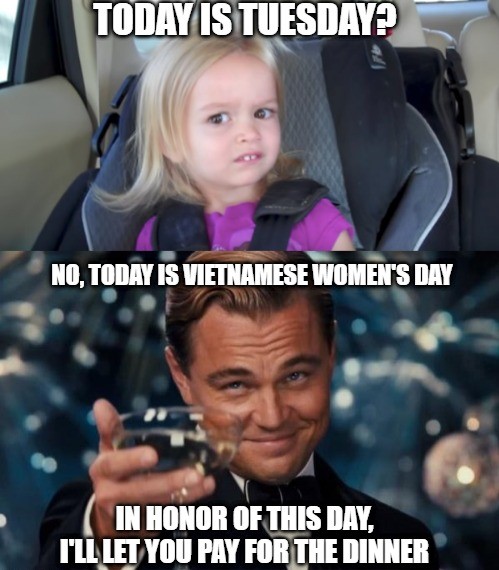 TODAY IS TUESDAY?
NO, TODAY IS VIETNAMESE WOMEN'S DAY
IN HONOR OF THIS DAY,
I'LL LET YOU PAY FOR THE DINNER